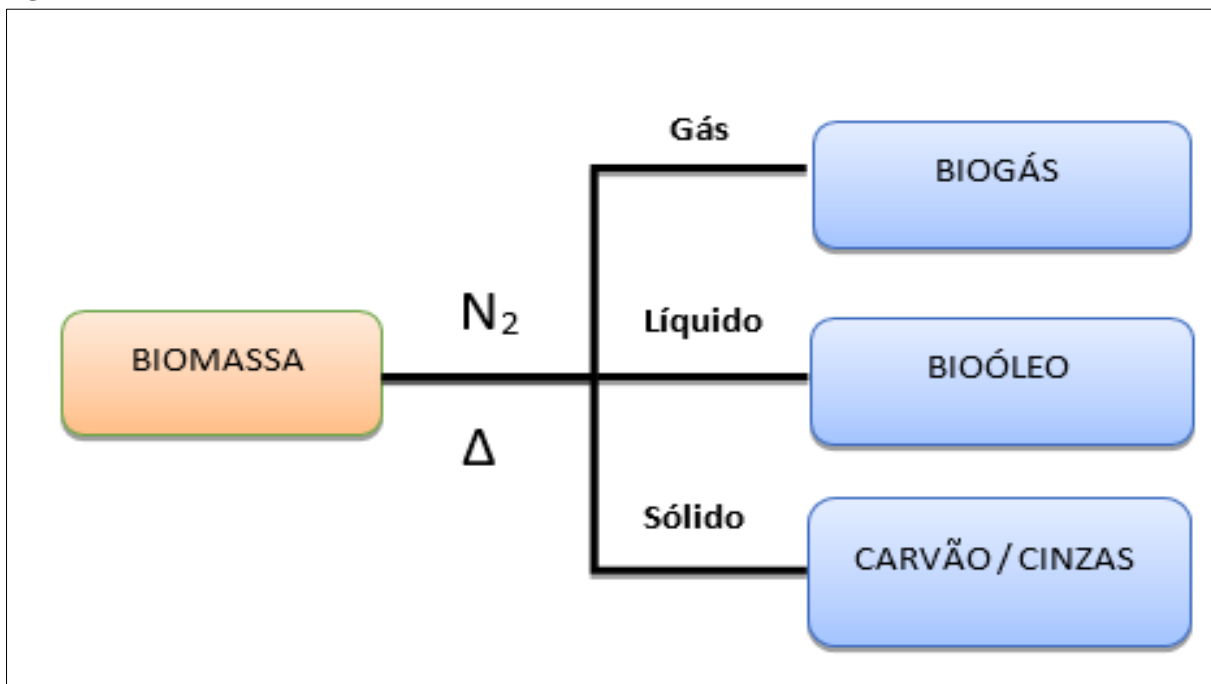 Gás
BIOGÁS
N₂
Líquido
BIOMASSA
BIOÓLEO
Δ
Sólido
CARVÃO / CINZAS